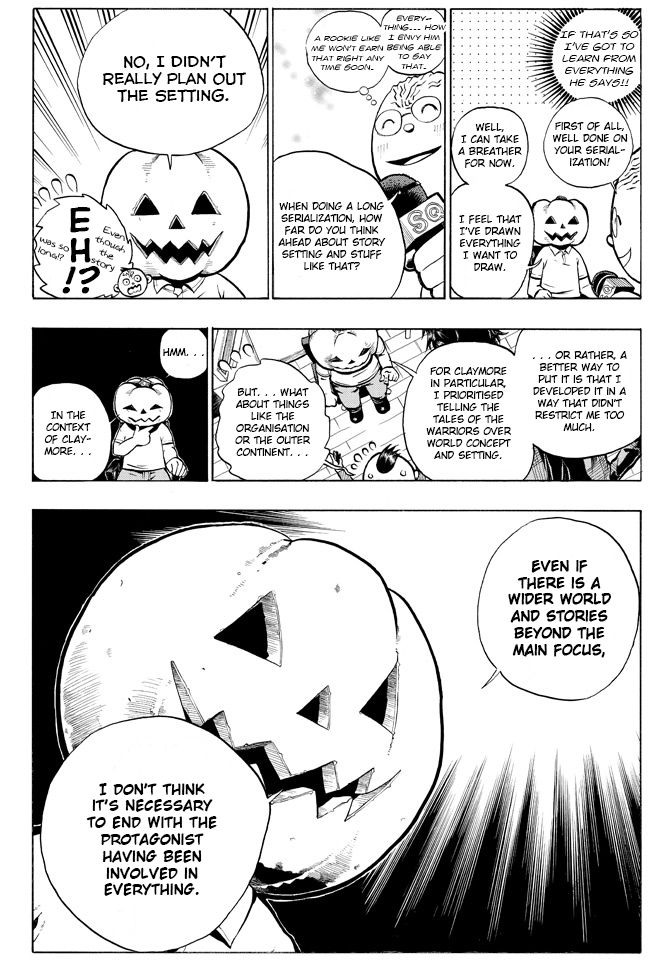 IF THAT'S SO
I'VE GOT TO
LEARN FROM
EVERYTHING
HE SAYS!!
FIRST OF ALL,
WELL DONE ON
YOUR SERIAL-
IZATION!
WELL,
I CAN TAKE
A BREATHER
FOR NOW.
I FEEL THAT
I'VE DRAWN
EVERYTHING
I WANT TO
DRAW.
EVERY-
THING... HOW
I ENVY HIM
BEING ABLE
TO SAY
THAT..
A ROOKIE LIKE
ME WON'T EARN
THAT RIGHT ANY
TIME SOON..
SQ
WHEN DOING A LONG
SERIALIZATION, HOW
FAR DO YOU THINK
AHEAD ABOUT STORY
SETTING AND STUFF
LIKE THAT?
NO, I DIDN'T
REALLY PLAN OUT
THE SETTING.
EH!?
Even
though
the
story
was so
long!?
. . . OR RATHER, A
BETTER WAY TO
PUT IT IS THAT I
DEVELOPED IT IN A
WAY THAT DIDN'T
RESTRICT ME TOO
MUCH.
FOR CLAYMORE
IN PARTICULAR,
I PRIORITISED
TELLING THE
TALES OF THE
WARRIORS OVER
WORLD CONCEPT
AND SETTING.
BUT. . . WHAT
ABOUT THINGS
LIKE THE
ORGANISATION
OR THE OUTER
CONTINENT. . .
HMM. . .
IN THE
CONTEXT
OF CLAY-
MORE. . .
EVEN IF
THERE IS A
WIDER WORLD
AND STORIES
BEYOND THE
MAIN FOCUS,
I DON'T THINK
IT'S NECESSARY
TO END WITH THE
PROTAGONIST
HAVING BEEN
INVOLVED IN
EVERYTHING.